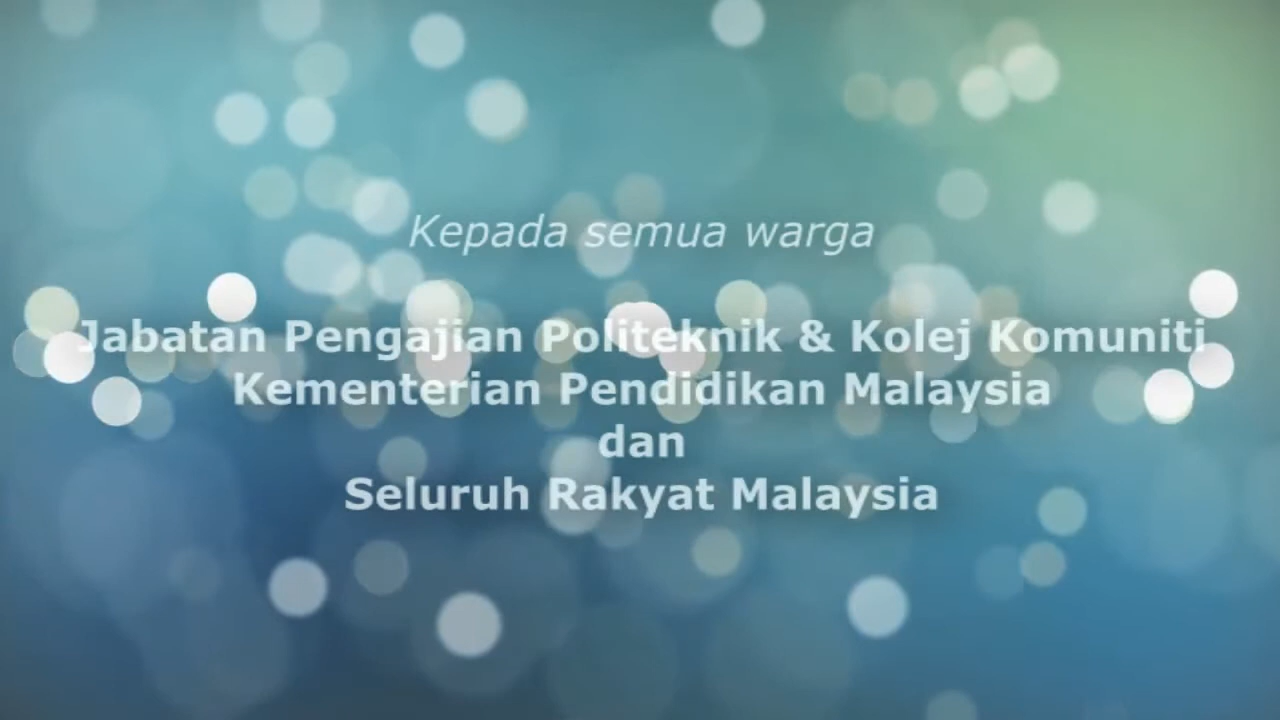 Kepada semua warga
Jabatan Pengajian Politeknik & Kolej Komuniti
Kementerian Pendidikan Malaysia
dan
Seluruh Rakyat Malaysia